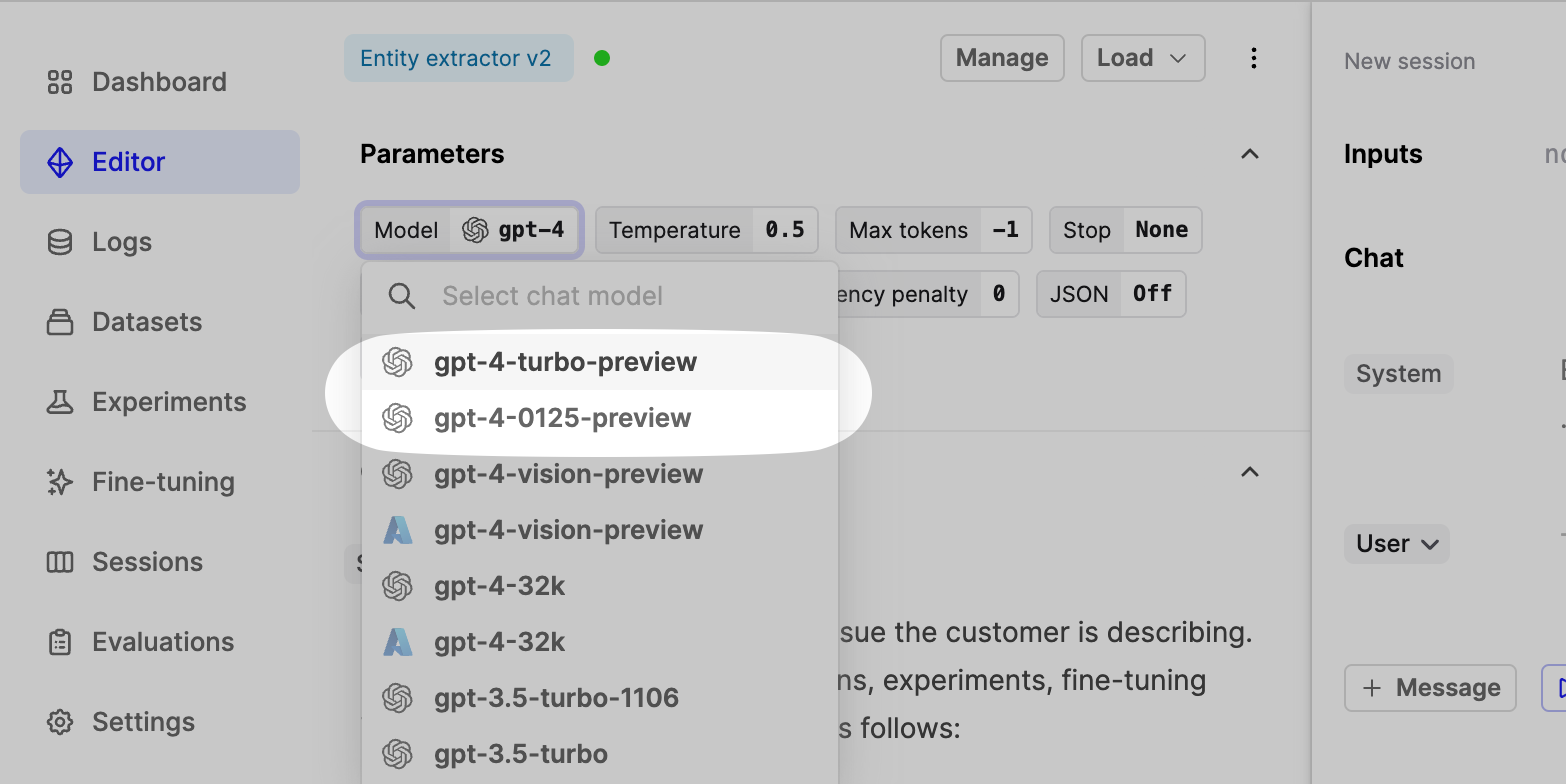 Dashboard
Editor
Logs
Datasets
Experiments
Fine-tuning
Sessions
Evaluations
Settings
Entity extractor v2
Manage
Load
Parameters
Model gpt-4
Temperature 0.5
Max tokens -1
Stop None
ency penalty 0
JSON Off
Select chat model
gpt-4-turbo-preview
gpt-4-0125-preview
gpt-4-vision-preview
gpt-4-vision-preview
gpt-4-32k
gpt-4-32k
gpt-3.5-turbo-1106
gpt-3.5-turbo
sue the customer is describing.
ns, experiments, fine-tuning
s follows:
New session
Inputs
Chat
System
User
+ Message